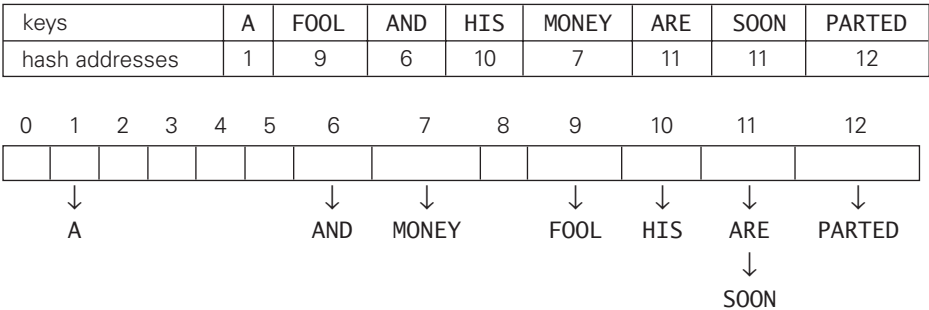 keys A FOOL AND HIS MONEY ARE SOON PARTED
hash addresses 1 9 6 10 7 11 11 12
0 1 2 3 4 5 6 7 8 9 10 11 12
↓ ↓ ↓ ↓ ↓ ↓ ↓
A AND MONEY FOOL HIS ARE PARTED
↓
SOON